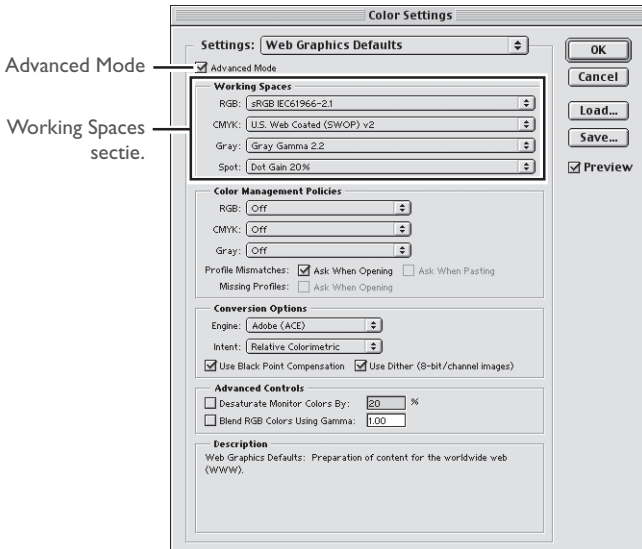 Color Settings
Settings: Web Graphics Defaults
OK
Advanced Mode
Advanced Mode
Cancel
Working Spaces
RGB: sRGB IEC61966-2.1
Load...
Working Spaces
sectie.
CMYK: U.S. Web Coated (SWOP) v2
Save...
Gray: Gray Gamma 2.2
Spot: Dot Gain 20%
Preview
Color Management Policies
RGB: Off
CMYK: Off
Gray: Off
Profile Mismatches: Ask When Opening Ask When Pasting
Missing Profiles: Ask When Opening
Conversion Options
Engine: Adobe (ACE)
Intent: Relative Colorimetric
Use Black Point Compensation Use Dither (8-bit/channel images)
Advanced Controls
Desaturate Monitor Colors By: 20 %
Blend RGB Colors Using Gamma: 1.00
Description
Web Graphics Defaults: Preparation of content for the worldwide web
(WWW).